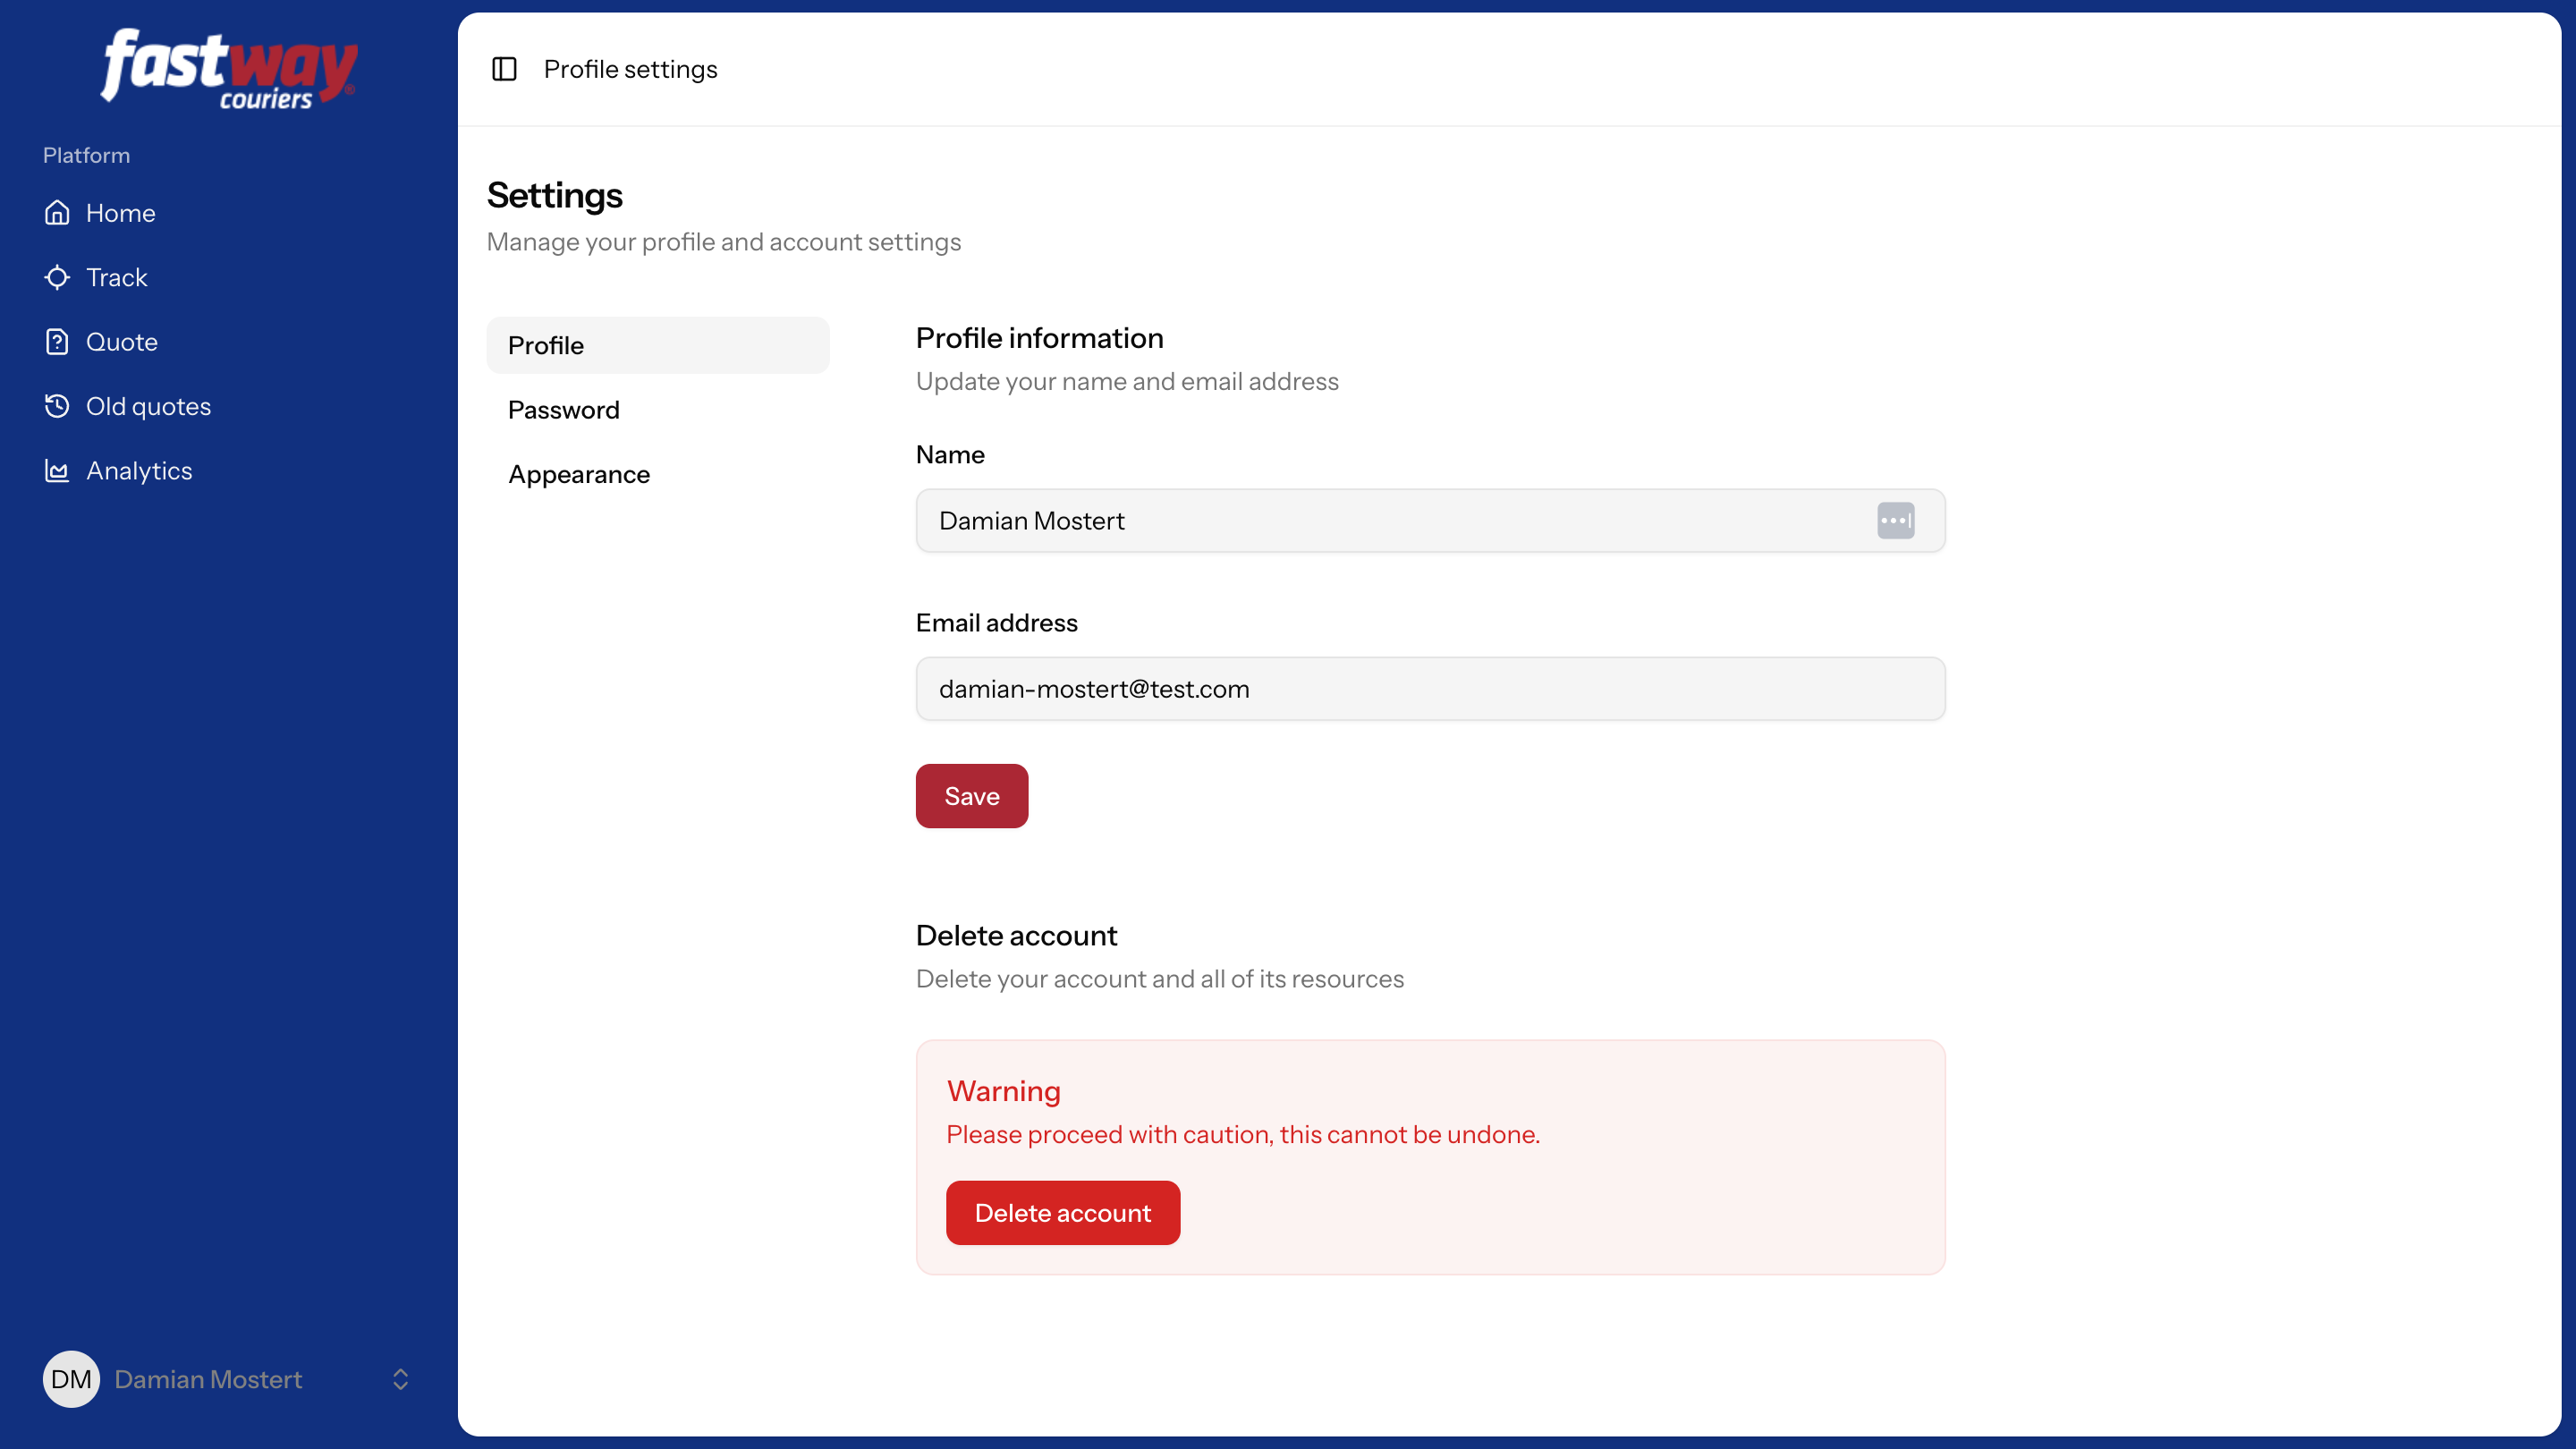 fastway®
couriers
Platform
Home
Track
Quote
Old quotes
Analytics
DM Damian Mostert
Profile settings
Settings
Manage your profile and account settings
Profile
Password
Appearance
Profile information
Update your name and email address
Name
Damian Mostert
Email address
damian-mostert@test.com
Save
Delete account
Delete your account and all of its resources
Warning
Please proceed with caution, this cannot be undone.
Delete account